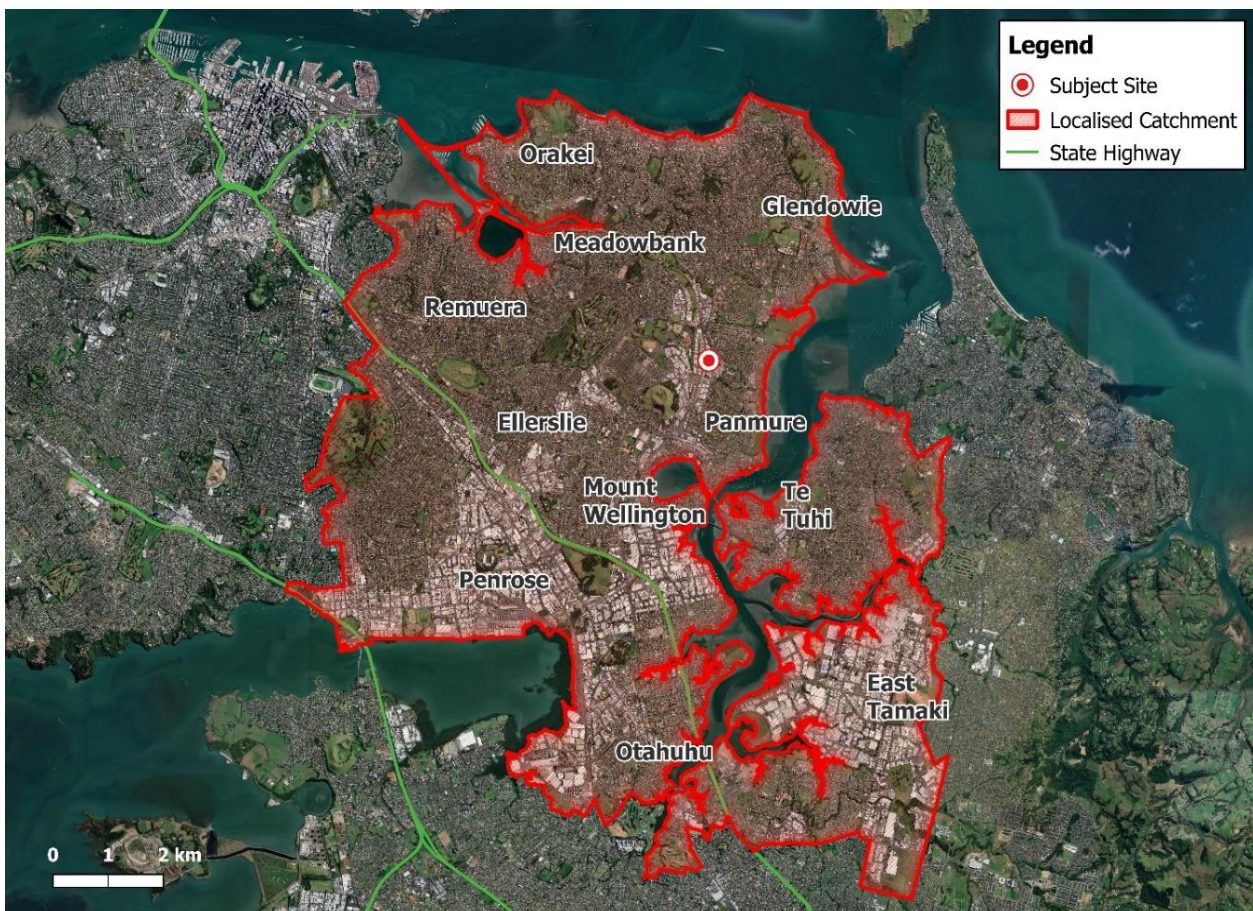 Legend
Subject Site
Localised Catchment
State Highway
Orakei
Glendowie
Meadowbank
Remuera
Ellerslie
Panmure
Mount
Wellington
Te
Tuhi
Penrose
East
Tamaki
Otahuhu
0 1 2 km